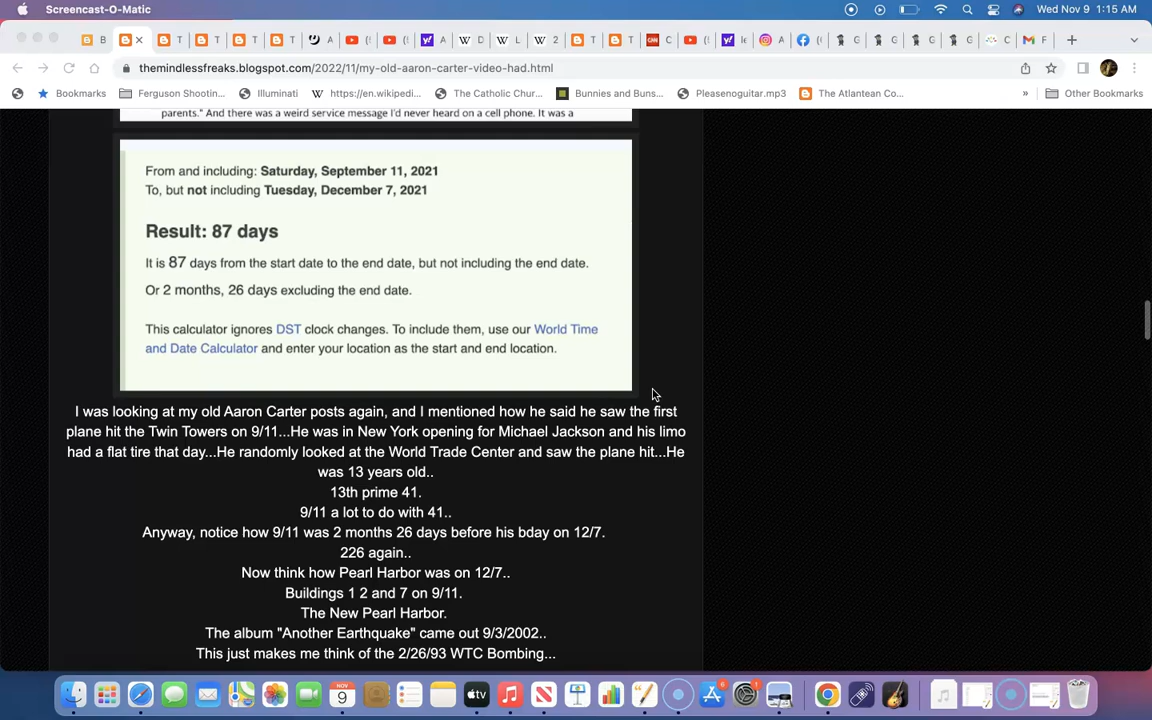 Screencast-O-Matic
Wed Nov 9 1:15 AM
B
T
T
T
T
A
(
(
A
D
L
2
T
T
C
(
Ie
A
(
G
G
G
G
C
F
themindlessfreaks.blogspot.com/2022/11/my-old-aaron-carter-video-had.html
Bookmarks
Ferguson Shootin...
Illuminati
https://en.wikipedi...
The Catholic Chur...
Bunnies and Buns...
Pleasenoguitar.mp3
The Atlantean Co...
»
Other Bookmarks
parents." And there was a weird service message I'd never heard on a cell phone. It was a
From and including: Saturday, September 11, 2021
To, but not including Tuesday, December 7, 2021
Result: 87 days
It is 87 days from the start date to the end date, but not including the end date.
Or 2 months, 26 days excluding the end date.
This calculator ignores DST clock changes. To include them, use our World Time
and Date Calculator and enter your location as the start and end location.
I was looking at my old Aaron Carter posts again, and I mentioned how he said he saw the first
plane hit the Twin Towers on 9/11...He was in New York opening for Michael Jackson and his limo
had a flat tire that day...He randomly looked at the World Trade Center and saw the plane hit...He
was 13 years old..
13th prime 41.
9/11 a lot to do with 41..
Anyway, notice how 9/11 was 2 months 26 days before his bday on 12/7.
226 again..
Now think how Pearl Harbor was on 12/7..
Buildings 1 2 and 7 on 9/11.
The New Pearl Harbor.
The album "Another Earthquake" came out 9/3/2002..
This just makes me think of the 2/26/93 WTC Bombing...
NOV
9
tv